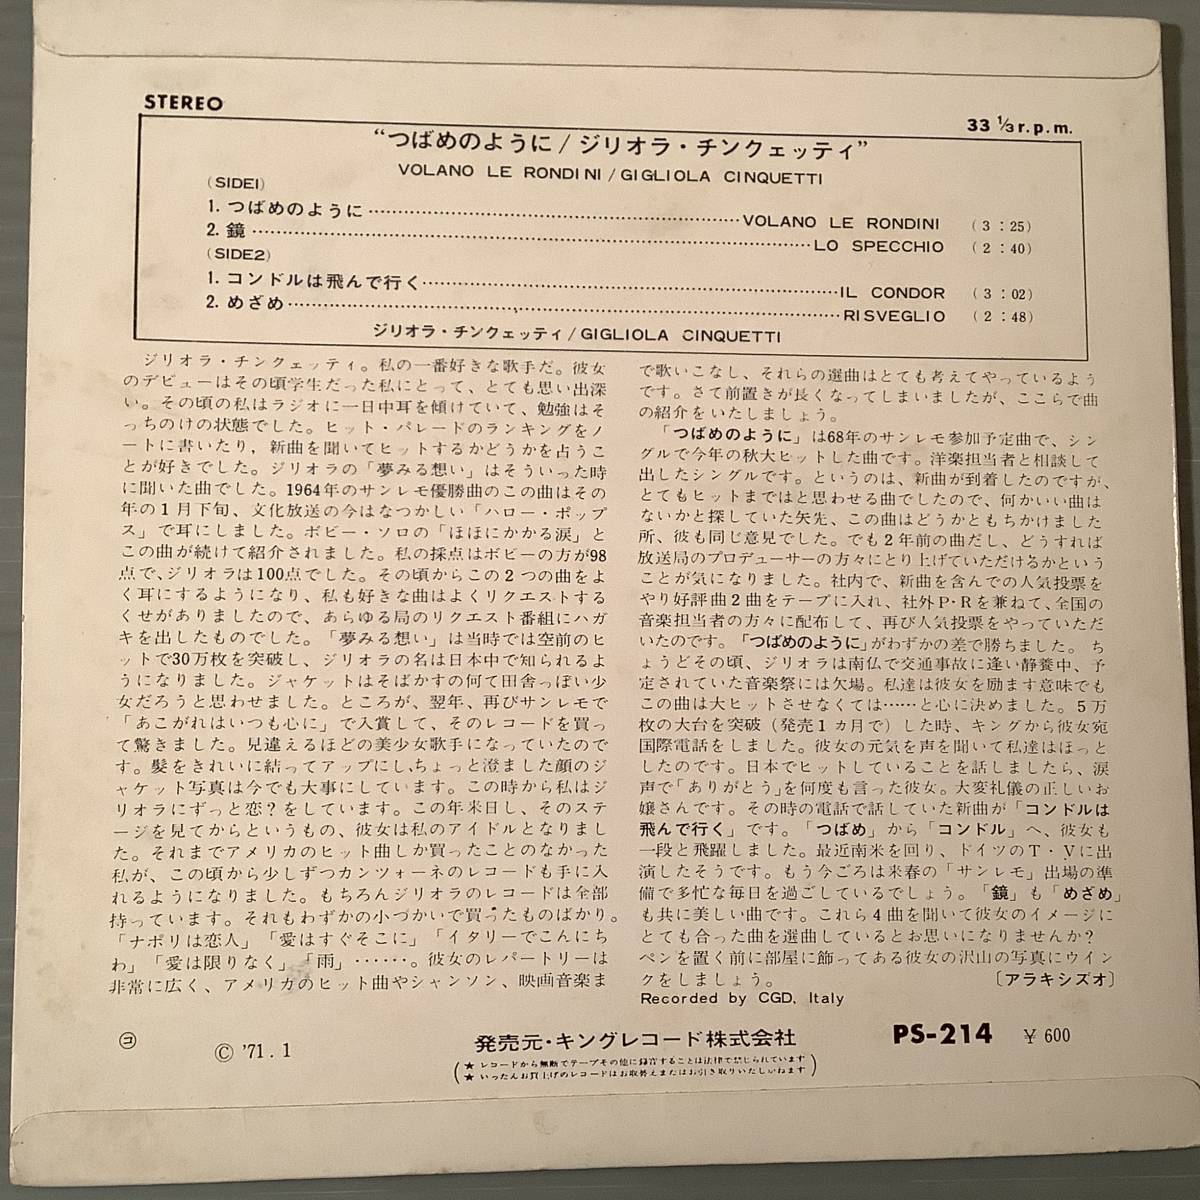 STEREO
33 ⅓ r.p.m.
“つばめのように/ジリオラ・チンクェッティ”
VOLANO LE RONDINI/GIGLIOLA CINQUETTI
(SIDE1)
1. つばめのように……………………VOLANO LE RONDINI (3：25)
2. 鏡……………………LO SPECCHIO (2：40)
(SIDE2)
1. コンドルは飛んで行く……………………IL CONDOR (3：02)
2. めざめ……………………RISVEGLIO (2：48)
ジリオラ・チンクェッティ/GIGLIOLA CINQUETTI
ジリオラ・チンクェッティ。私の一番好きな歌手だ。彼女
のデビューはその頃学生だった私にとって、とても思い出深
い。その頃の私はラジオに一日中耳を傾けていて、勉強はそ
っちのけの状態でした。ヒット・パレードのランキングをノ
ートに書いたり，新曲を聞いてヒットするかどうかを占うこ
とが好きでした。ジリオラの「夢みる想い」はそういった時
に聞いた曲でした。1964年のサンレモ優勝曲のこの曲はその
年の１月下旬、文化放送の今はなつかしい「ハロー・ポップ
ス」で耳にしました。ボビー・ソロの「ほほにかかる涙」と
この曲が続けて紹介されました。私の採点はボビーの方が98
点で、ジリオラは100点でした。その頃からこの２つの曲をよ
く耳にするようになり、私も好きな曲はよくリクエストする
くせがありましたので、あらゆる局のリクエスト番組にハガ
キを出したものでした。「夢みる想い」は当時では空前のヒ
ットで30万枚を突破し、ジリオラの名は日本中で知られるよ
うになりました。ジャケットはそばかすの何て田舎っぽい少
女だろうと思わせました。ところが、翌年、再びサンレモで
「あこがれはいつも心に」で入賞して、そのレコードを買っ
て驚きました。見違えるほどの美少女歌手になっていたので
す。髪をきれいに結ってアップにし、ちょっと澄ました顔のジ
ャケット写真は今でも大事にしています。この時から私はジ
リオラにずっと恋？をしています。この年来日し、そのステ
ージを見てからというもの、彼女は私のアイドルとなりまし
た。それまでアメリカのヒット曲しか買ったことのなかった
私が、この頃から少しずつカンツォーネのレコードも手に入
れるようになりました。もちろんジリオラのレコードは全部
持っています。それもわずかの小づかいで買ったものばかり。
「ナポリは恋人」「愛はすぐそこに」「イタリーでこんにち
わ」「愛は限りなく」「雨」……。彼女のレパートリーは
非常に広く、アメリカのヒット曲やシャンソン、映画音楽ま
で歌いこなし、それらの選曲はとても考えてやっているよう
です。さて前置きが長くなってしまいましたが、ここらで曲
の紹介をいたしましょう。
「つばめのように」は68年のサンレモ参加予定曲で、シン
グルで今年の秋大ヒットした曲です。洋楽担当者と相談して
出したシングルです。というのは、新曲が到着したのですが、
とてもヒットまではと思わせる曲でしたので、何かいい曲は
ないかと探していた矢先、この曲はどうかともちかけました
所、彼も同じ意見でした。でも２年前の曲だし、どうすれば
放送局のプロデューサーの方々にとり上げていただけるかという
ことが気になりました。社内で、新曲を含んでの人気投票を
やり好評曲２曲をテープに入れ、社外P・Rを兼ねて、全国の
音楽担当者の方々に配布して、再び人気投票をやっていただ
いたのです。「つばめのように」がわずかの差で勝ちました。ち
ょうどその頃、ジリオラは南仏で交通事故に逢い静養中、予
定されていた音楽祭には欠場。私達は彼女を励ます意味でも
この曲は大ヒットさせなくては……と心に決めました。５万
枚の大台を突破（発売１カ月で）した時、キングから彼女宛
国際電話をしました。彼女の元気を声を聞いて私達はほっと
したのです。日本でヒットしていることを話しましたら、涙
声で「ありがとう」を何度も言った彼女。大変礼儀の正しいお
嬢さんです。その時の電話で話していた新曲が「コンドルは
飛んで行く」です。「つばめ」から「コンドル」へ、彼女も
一段と飛躍しました。最近南米を回り、ドイツのT・Vに出
演したそうです。もう今ごろは来春の「サンレモ」出場の準
備で多忙な毎日を過ごしているでしょう。「鏡」も「めざめ」
も共に美しい曲です。これら４曲を聞いて彼女のイメージに
とても合った曲を選曲しているとお思いになりませんか？
ペンを置く前に部屋に飾ってある彼女の沢山の写真にウイン
クをしましょう。〔アラキシズオ〕
Recorded by CGD, Italy
㋵
© '71.1
発売元・キングレコード株式会社
PS-214 ¥ 600
★ レコードから無断でテープその他に録音することは法律で禁じられています
★ いったんお買上げのレコードはお取替えまたはお引き取りいたしかねます